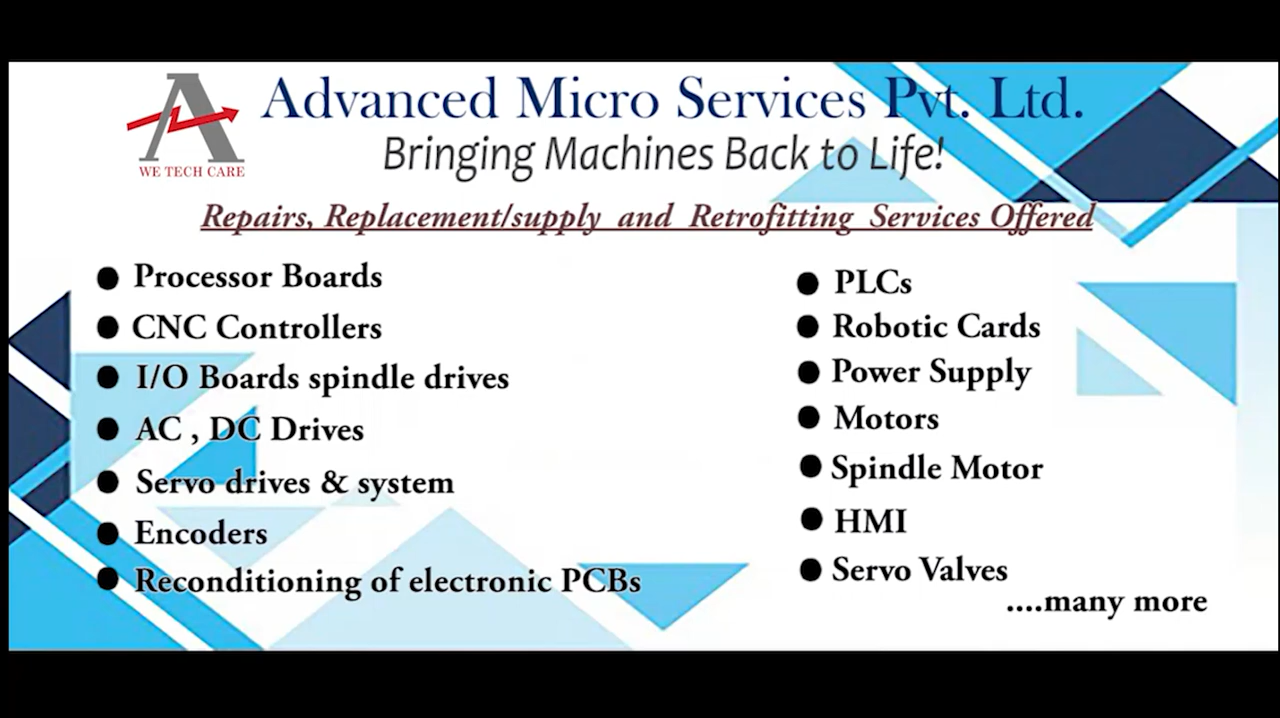 Advanced Micro Services Pvt. Ltd.
WE TECH CARE
Bringing Machines Back to Life!
Repairs, Replacement/supply and Retrofitting Services Offered
● Processor Boards
● CNC Controllers
● I/O Boards spindle drives
● AC , DC Drives
● Servo drives & system
● Encoders
● Reconditioning of electronic PCBs
● PLCs
● Robotic Cards
● Power Supply
● Motors
● Spindle Motor
● HMI
● Servo Valves
....many more